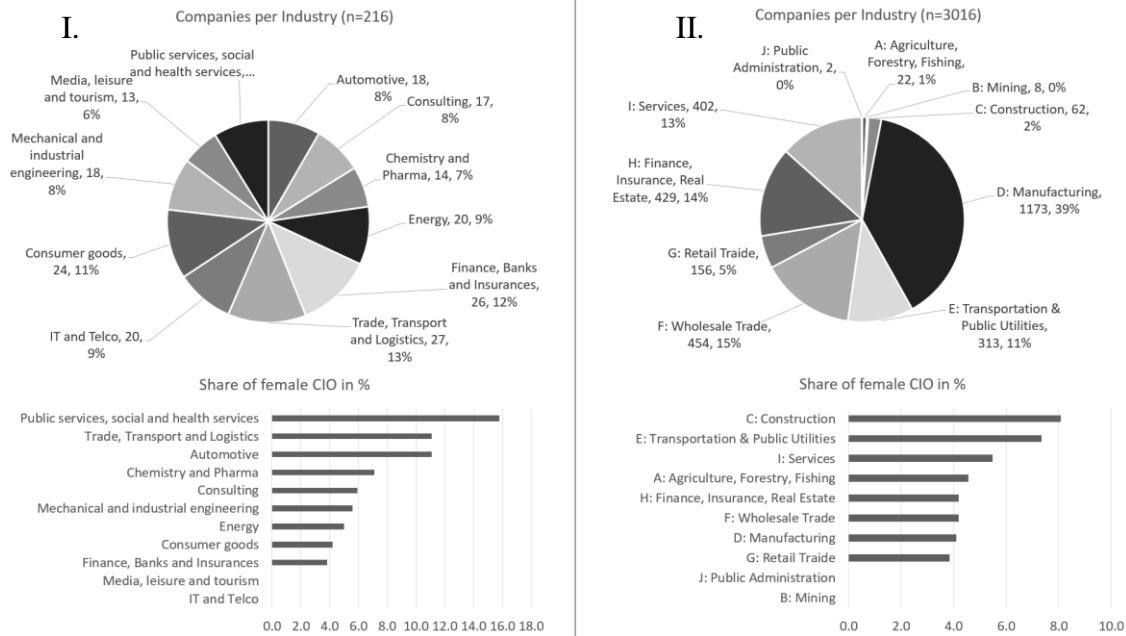 I.
Companies per Industry (n=216)
Public services, social
and health services,...
Automotive, 18,
8%
Consulting, 17,
8%
Chemistry and
Pharma, 14, 7%
Energy, 20, 9%
Finance, Banks
and Insurances,
26, 12%
Trade, Transport
and Logistics, 27,
13%
IT and Telco, 20,
9%
Consumer goods,
24, 11%
Mechanical and
industrial
engineering, 18,
8%
Media, leisure
and tourism, 13,
6%
Share of female CIO in %
Public services, social and health services
Trade, Transport and Logistics
Automotive
Chemistry and Pharma
Consulting
Mechanical and industrial engineering
Energy
Consumer goods
Finance, Banks and Insurances
Media, leisure and tourism
IT and Telco
0.0 2.0 4.0 6.0 8.0 10.0 12.0 14.0 16.0 18.0
II.
Companies per Industry (n=3016)
J: Public
Administration, 2,
0%
A: Agriculture,
Forestry, Fishing,
22, 1%
B: Mining, 8, 0%
C: Construction, 62,
2%
D: Manufacturing,
1173, 39%
E: Transportation &
Public Utilities,
313, 11%
F: Wholesale Trade,
454, 15%
G: Retail Traide,
156, 5%
H: Finance,
Insurance, Real
Estate, 429, 14%
I: Services, 402,
13%
Share of female CIO in %
C: Construction
E: Transportation & Public Utilities
I: Services
A: Agriculture, Forestry, Fishing
H: Finance, Insurance, Real Estate
F: Wholesale Trade
D: Manufacturing
G: Retail Traide
J: Public Administration
B: Mining
0.0 2.0 4.0 6.0 8.0 10.0